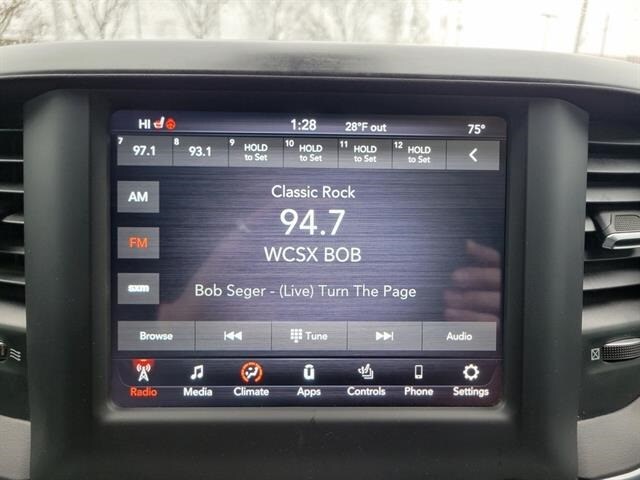 HI 1:28 28°F out 75°
7 97.1 8 93.1 9 HOLD to Set 10 HOLD to Set 11 HOLD to Set 12 HOLD to Set
AM
FM
sxm
Classic Rock
94.7
WCSX BOB
Bob Seger - (Live) Turn The Page
Browse Tune Audio
Radio Media Climate Apps Controls Phone Settings